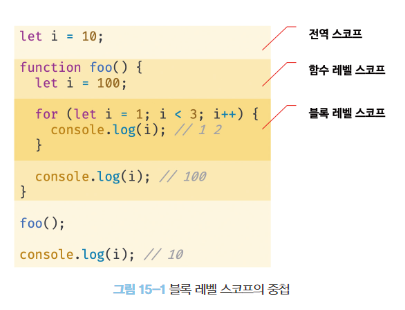 let i = 10;
전역 스코프
function foo() {
함수 레벨 스코프
let i = 100;
for (let i = 1; i < 3; i++) {
블록 레벨 스코프
console.log(i); // 1 2
}
console.log(i); // 100
}
foo();
console.log(i); // 10
그림 15-1 블록 레벨 스코프의 중첩